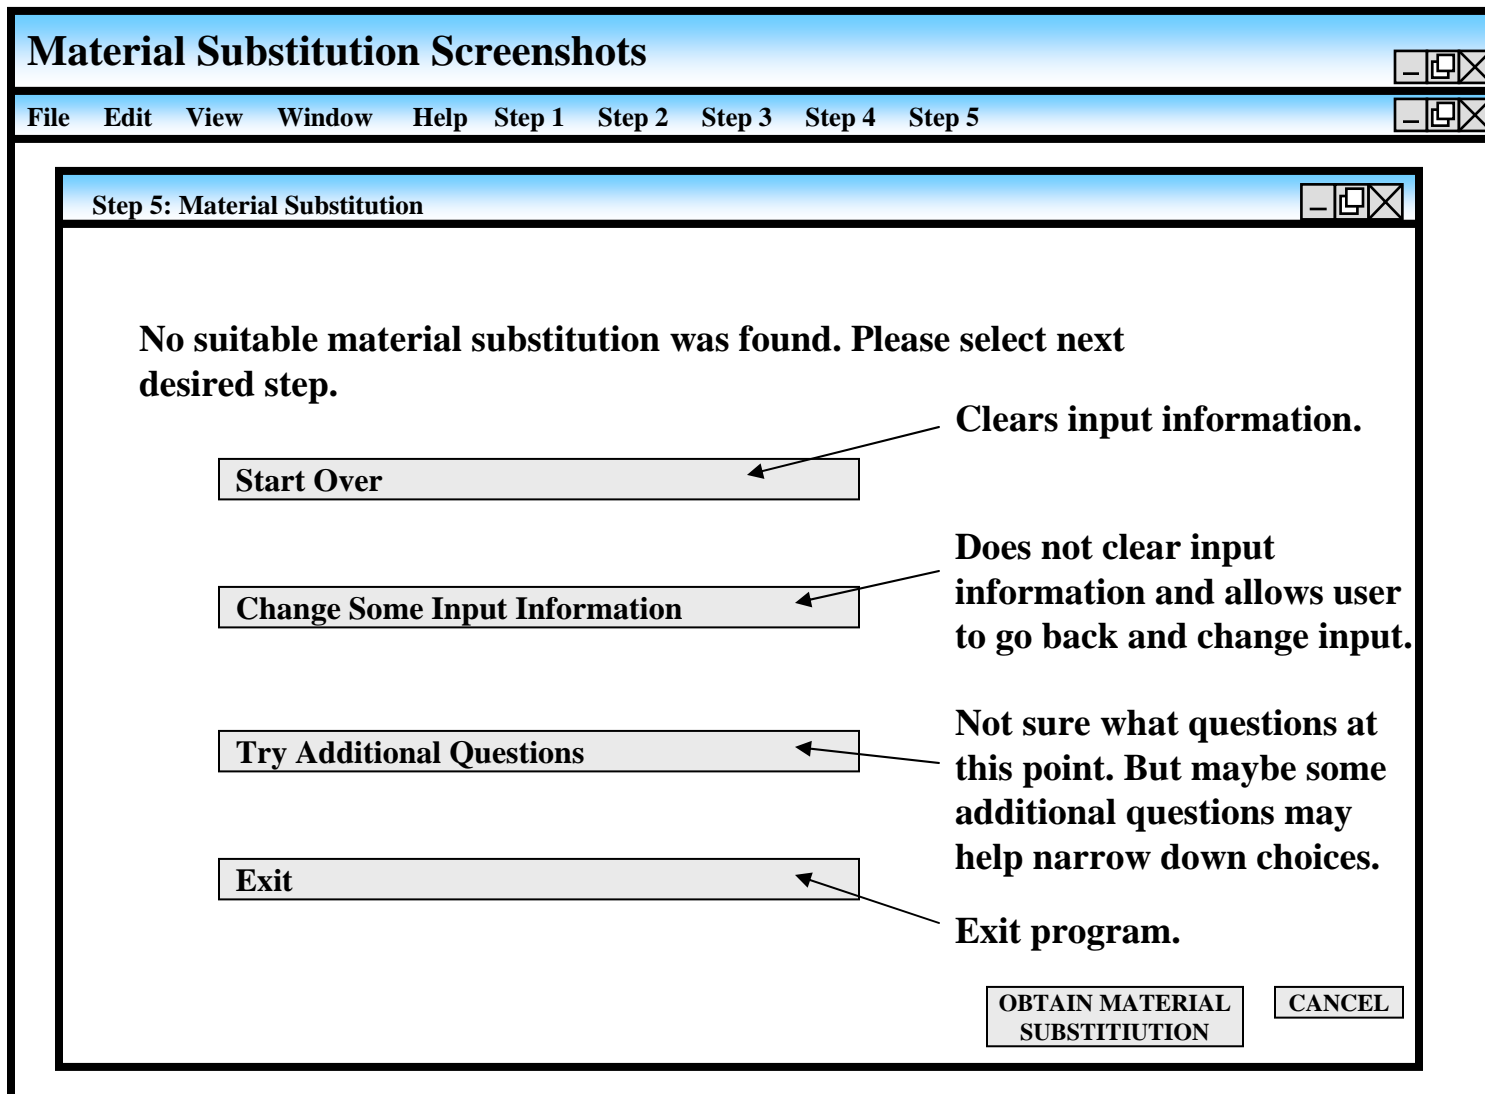 Material Substitution Screenshots
File Edit View Window Help Step 1 Step 2 Step 3 Step 4 Step 5
Step 5: Material Substitution
No suitable material substitution was found. Please select next
desired step.
Clears input information.
Start Over
Does not clear input
information and allows user
to go back and change input.
Change Some Input Information
Not sure what questions at
this point. But maybe some
additional questions may
help narrow down choices.
Try Additional Questions
Exit
Exit program.
OBTAIN MATERIAL
SUBSTITIUTION
CANCEL